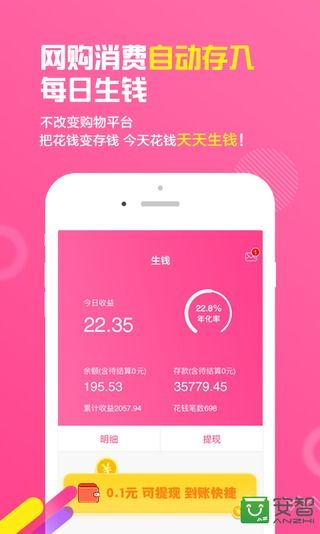 网购消费自动存入
每日生钱
不改变购物平台
把花钱变存钱 今天花钱天天生钱!
生钱
1
今日收益
22.35
22.8%
年化率
余额(含待结算0元)
195.53
存款(含待结算0元)
35779.45
累计收益2057.94
花钱笔数698
明细
提现
0.1元 可提现 到账快捷
AZ
安智
ANZHI